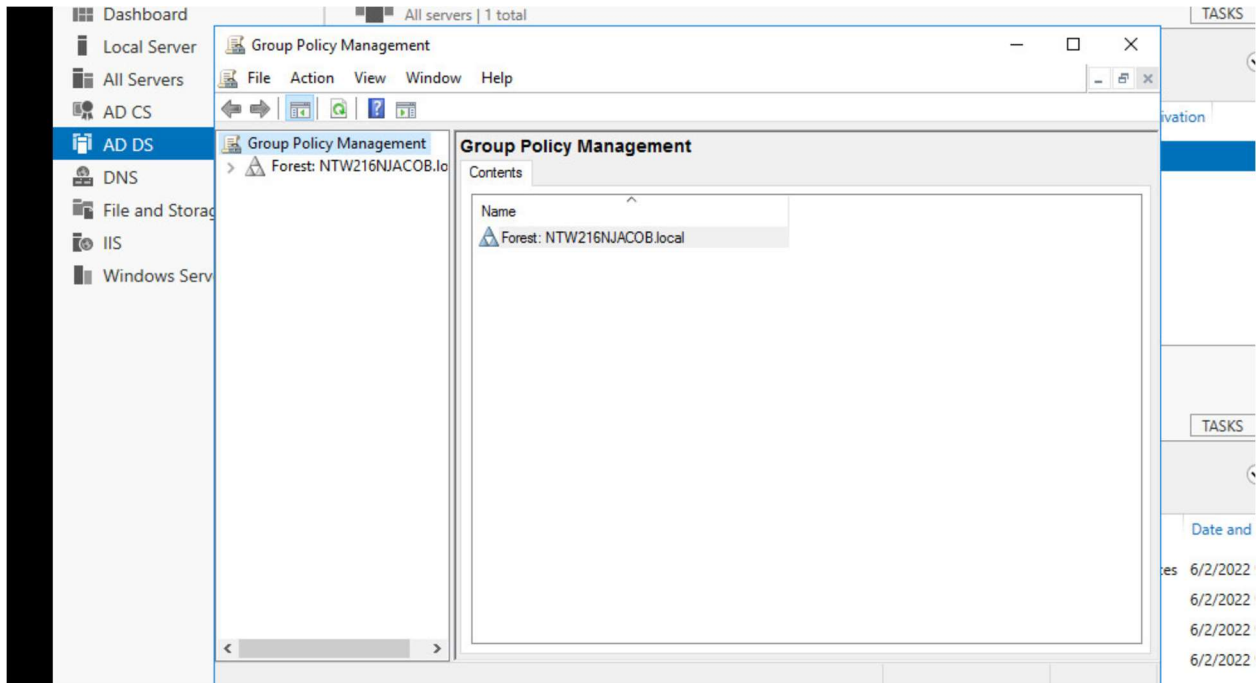 Dashboard
All servers | 1 total
TASKS
Local Server
All Servers
AD CS
AD DS
DNS
File and Storag
IIS
Windows Serv
Group Policy Management
File Action View Window Help
Group Policy Management
Forest: NTW216NJACOB.lo
Group Policy Management
Contents
Name
Forest: NTW216NJACOB.local
ivation
TASKS
Date and
es 6/2/2022
6/2/2022
6/2/2022
6/2/2022